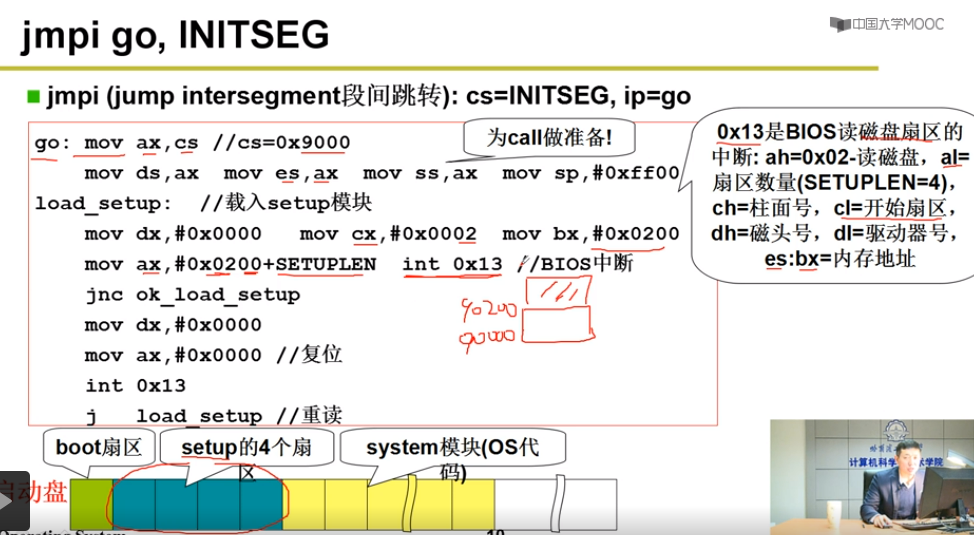 jmpi go, INITSEG
中国大学MOOC
jmpi (jump intersegment段间跳转): cs=INITSEG, ip=go
go: mov ax,cs //cs=0x9000
为call做准备!
mov ds,ax mov es,ax mov ss,ax mov sp,#0xff00
load_setup: //载入setup模块
mov dx,#0x0000 mov cx,#0x0002 mov bx,#0x0200
mov ax,#0x0200+SETUPLEN int 0x13 //BIOS中断
jnc ok_load_setup
mov dx,#0x0000
mov ax,#0x0000 //复位
int 0x13
j load_setup //重读
0x13是BIOS读磁盘扇区的
中断: ah=0x02-读磁盘，al=
扇区数量(SETUPLEN=4)，
ch=柱面号，cl=开始扇区，
dh=磁头号，dl=驱动器号，
es:bx=内存地址
90200
90000
boot扇区
setup的4个扇
区
system模块(OS代
码)
启动盘
Operating System
10
计算机科学
术学院